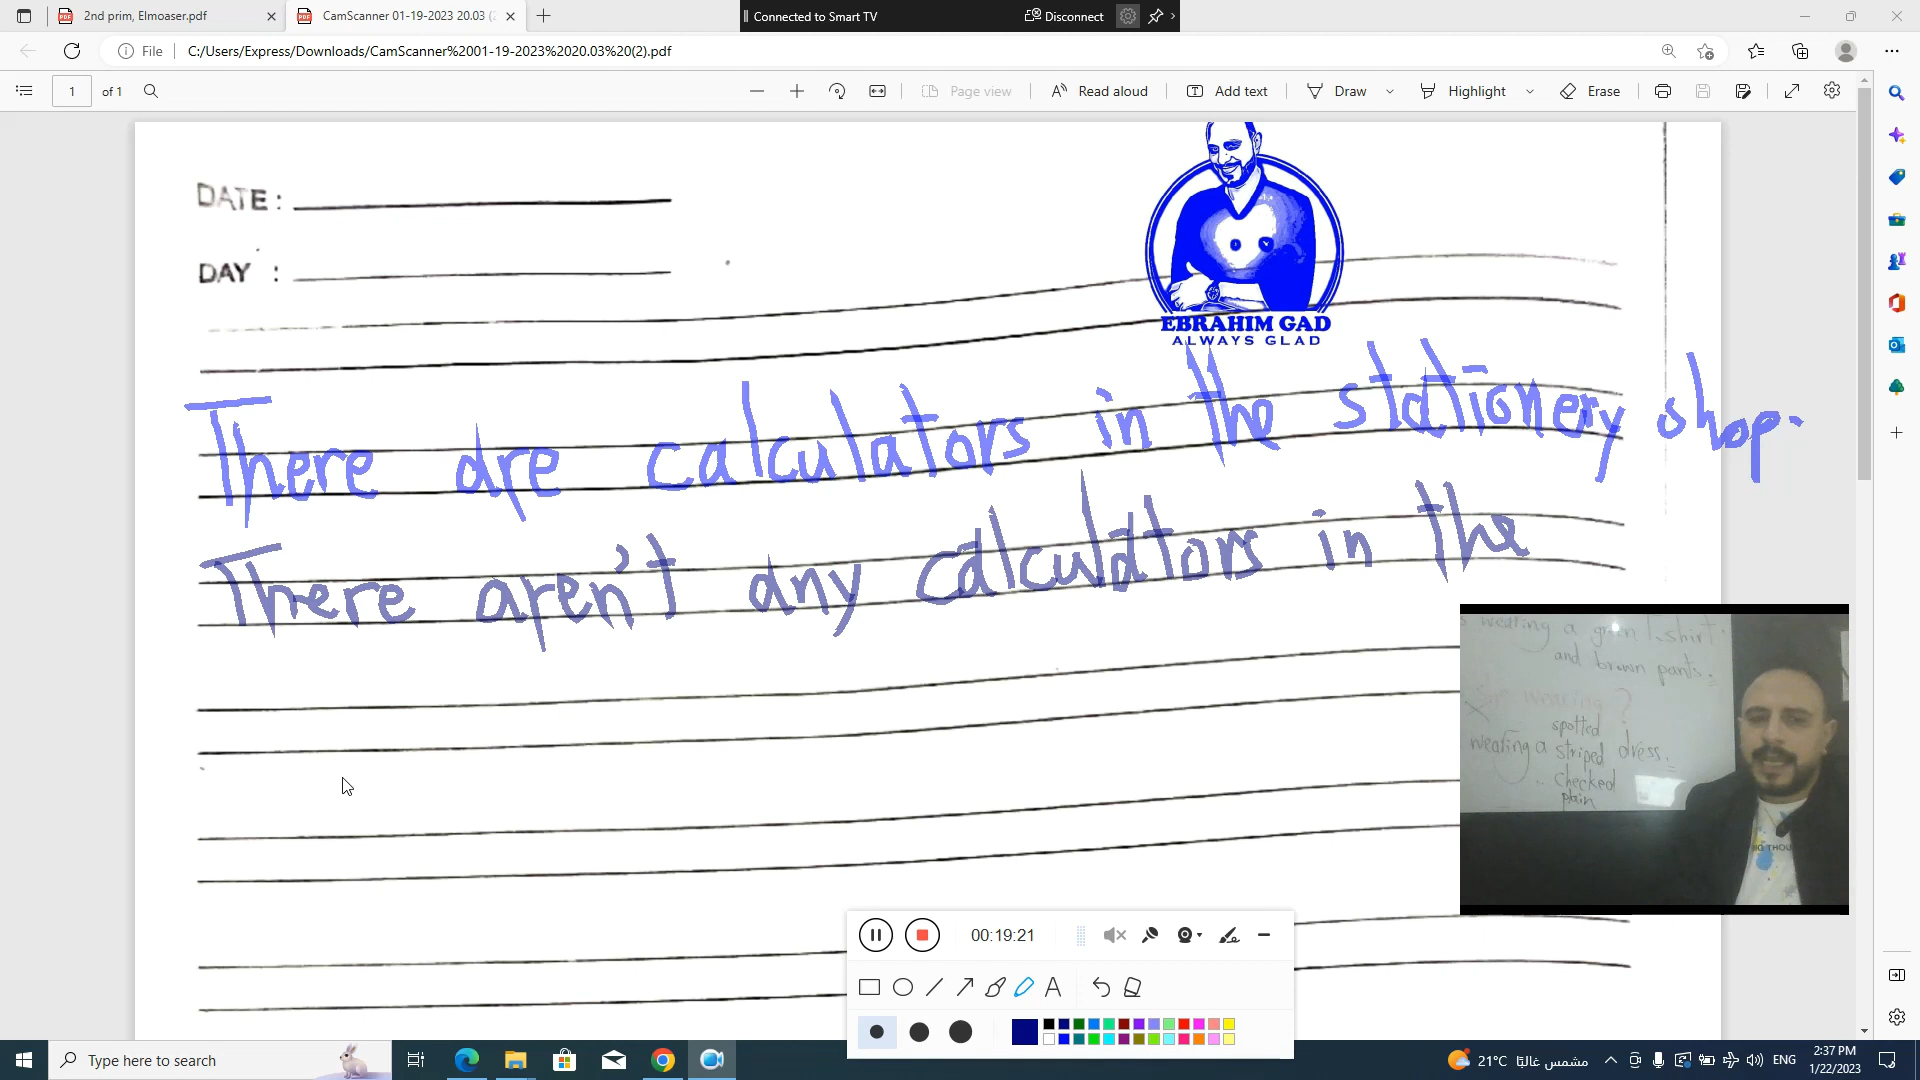 2nd prim, Elmoaser.pdf
CamScanner 01-19-2023 20.03 (
Connected to Smart TV
Disconnect
File
C:/Users/Express/Downloads/CamScanner%2001-19-2023%2020.03%20(2).pdf
1 of 1
Page view
Read aloud
Add text
Draw
Highlight
Erase
DATE :
DAY :
EBRAHIM GAD
ALWAYS GLAD
There are calculators in the stationery shop.
There aren't any calculators in the
wearing a green T-shirt
and brown pants.
wearing?
spotted
wearing a striped dress.
checked
plain
00:19:21
Type here to search
21°C مشمس غالبًا
ENG
2:37 PM
1/22/2023